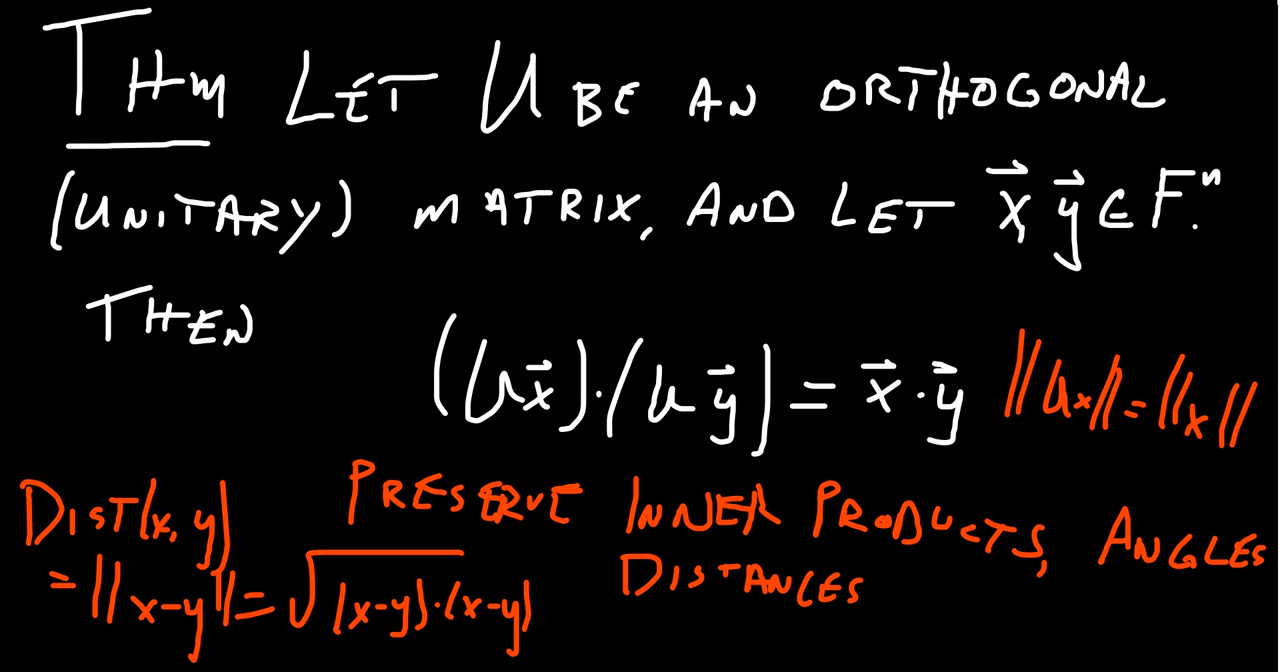 THM LET U BE AN ORTHOGONAL
(UNITARY) MATRIX, AND LET x⃗, y⃗ ∈ Fⁿ.
THEN
(Ux⃗)·(Uy⃗) = x⃗·y⃗ ||Ux|| = ||x||
PRESERVE INNER PRODUCTS, ANGLES
DISTANCES
DIST(x, y)
= ||x-y|| = √(x-y)·(x-y)